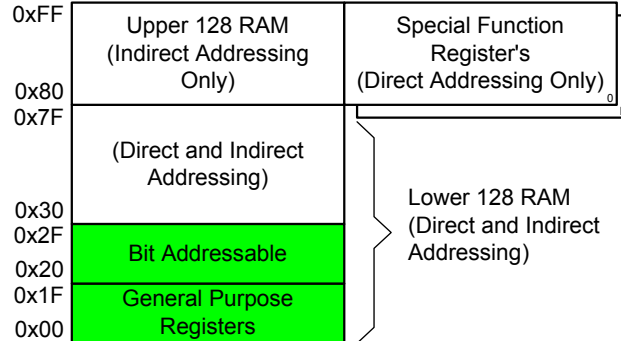 0xFF
Upper 128 RAM
(Indirect Addressing
Only)
0x80
Special Function
Register's
(Direct Addressing Only)
0
0x7F
(Direct and Indirect
Addressing)
0x30
Lower 128 RAM
(Direct and Indirect
Addressing)
0x2F
Bit Addressable
0x20
0x1F
General Purpose
Registers
0x00